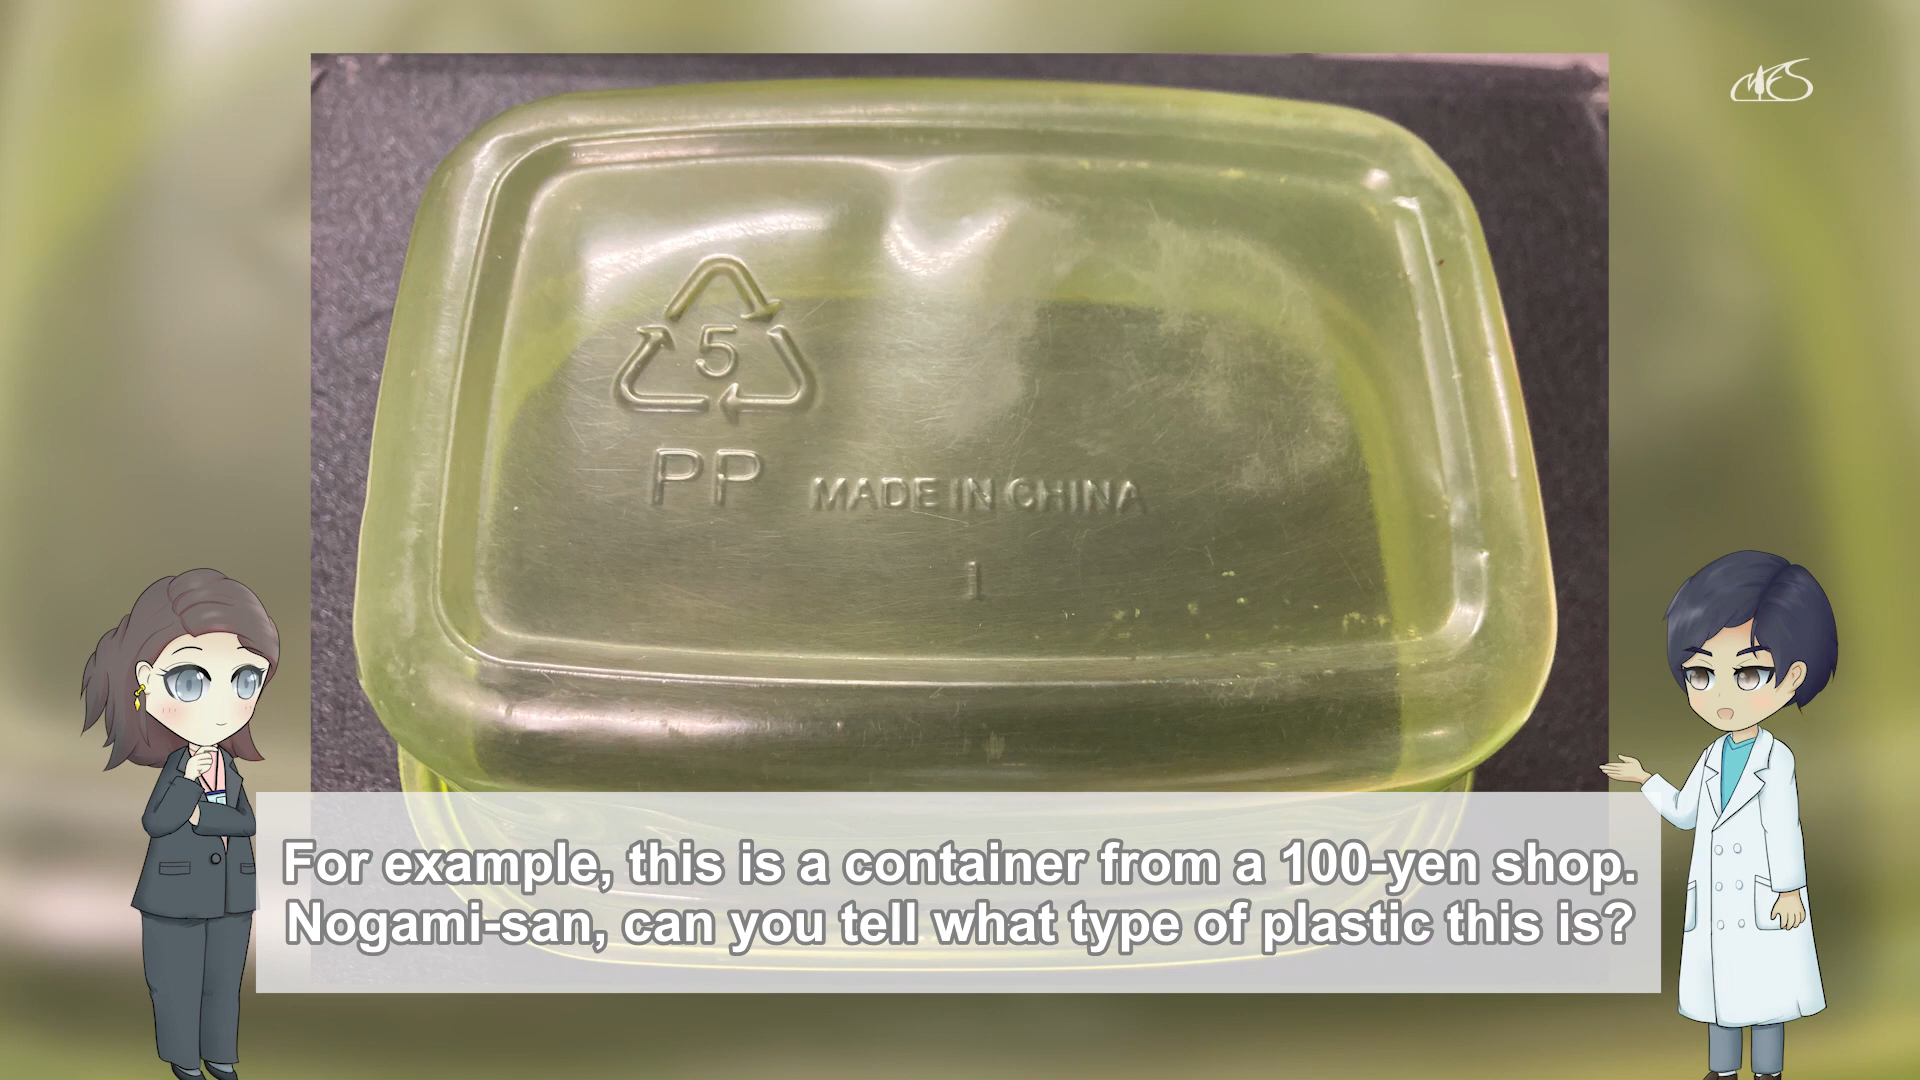 MES
5
PP
MADE IN CHINA
1
For example, this is a container from a 100-yen shop.
Nogami-san, can you tell what type of plastic this is?